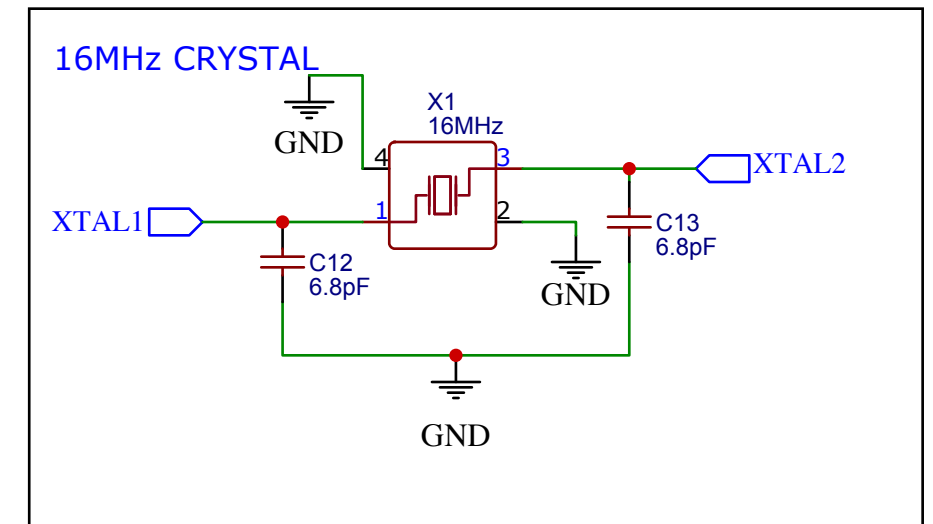 16MHz CRYSTAL
GND
X1
16MHz
4
3
XTAL2
XTAL1
1
2
C13
6.8pF
C12
6.8pF
GND
GND